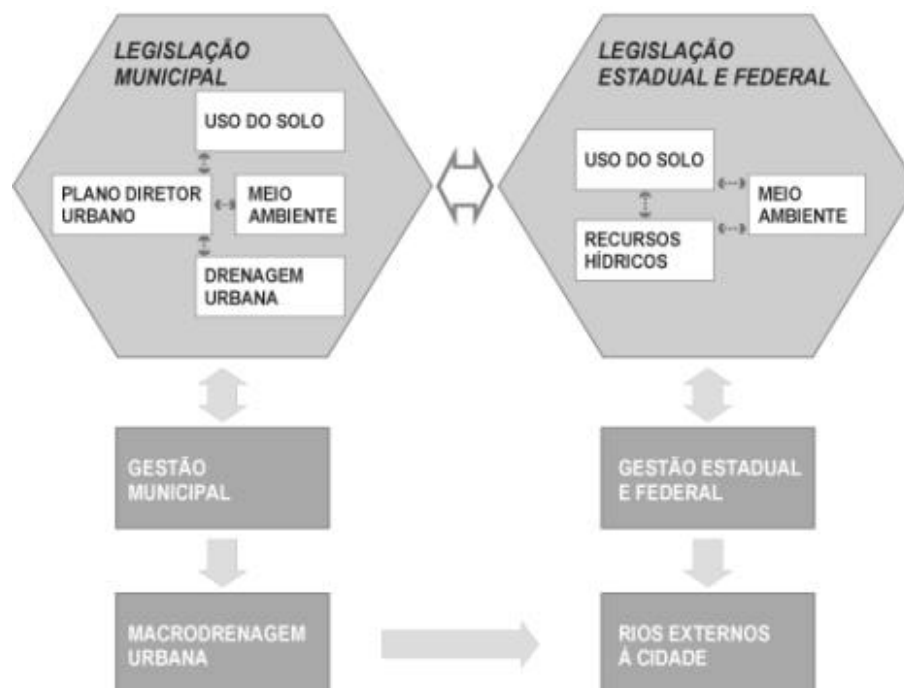 LEGISLAÇÃO
MUNICIPAL
USO DO SOLO
PLANO DIRETOR
URBANO
MEIO
AMBIENTE
DRENAGEM
URBANA
LEGISLAÇÃO
ESTADUAL E FEDERAL
USO DO SOLO
MEIO
AMBIENTE
RECURSOS
HÍDRICOS
GESTÃO
MUNICIPAL
GESTÃO ESTADUAL
E FEDERAL
MACRODRENAGEM
URBANA
RIOS EXTERNOS
À CIDADE